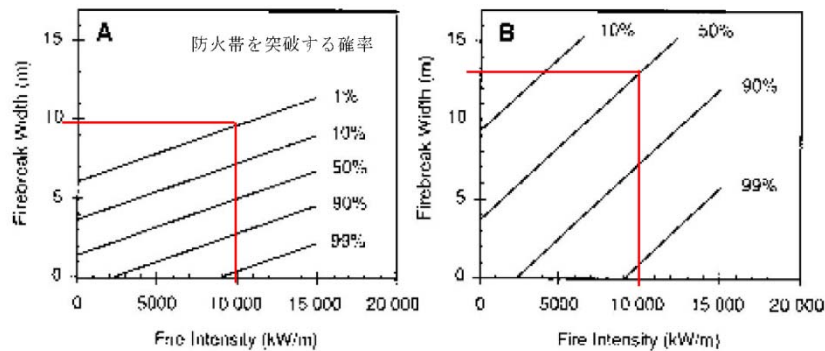 A
防火帯を突破する確率
Firebreak Width (m)
15
10
5
0
1%
10%
50%
90%
99%
0 5000 10 000 15 000 20 000
Fire Intensity (kW/m)
B
Firebreak Width (m)
15
10
5
0
10%
50%
90%
99%
0 5000 10 000 15 000 20 000
Fire Intensity (kW/m)